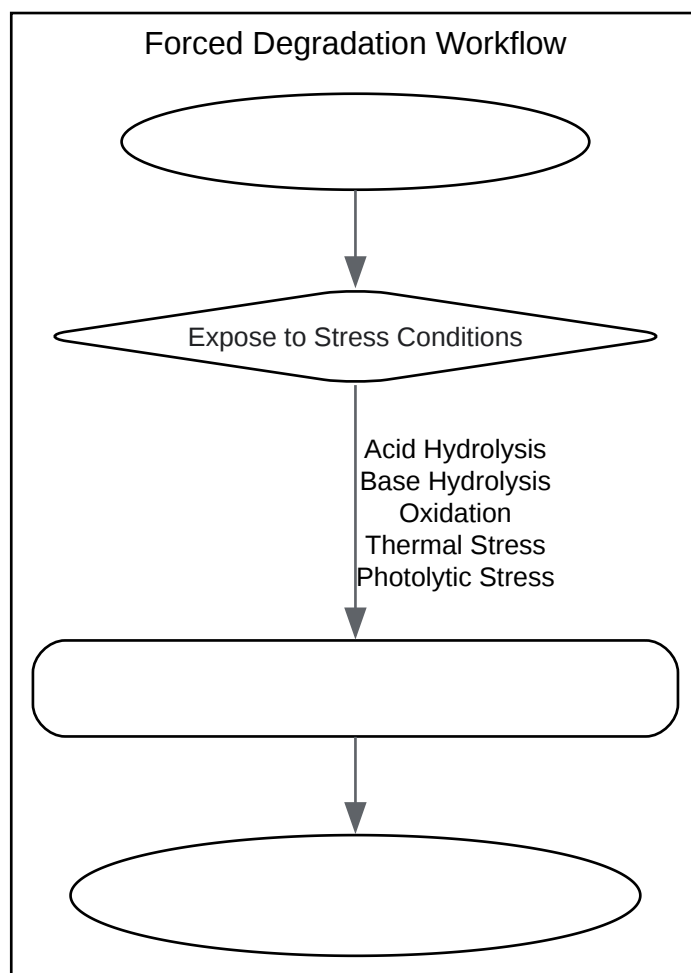 Forced Degradation Workflow
Expose to Stress Conditions
Acid Hydrolysis
Base Hydrolysis
Oxidation
Thermal Stress
Photolytic Stress